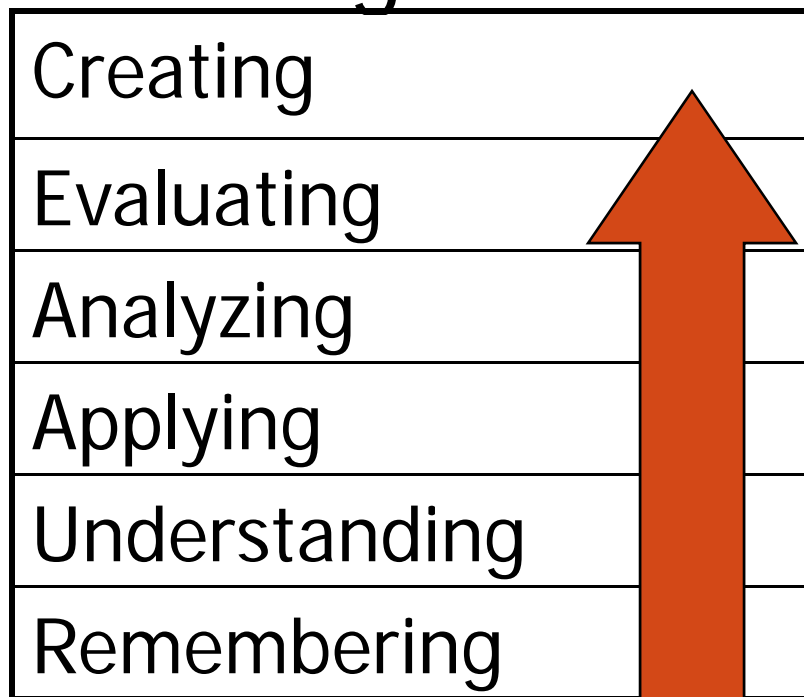 Creating
Evaluating
Analyzing
Applying
Understanding
Remembering